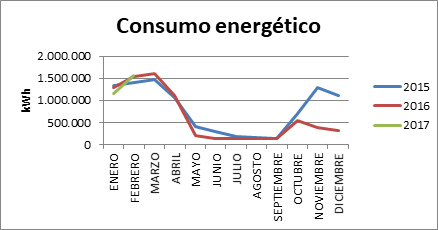 Consumo energético
2.000.000
1.500.000
1.000.000
500.000
0
kWh
ENERO
FEBRERO
MARZO
ABRIL
MAYO
JUNIO
JULIO
AGOSTO
SEPTIEMBRE
OCTUBRE
NOVIEMBRE
DICIEMBRE
2015
2016
2017